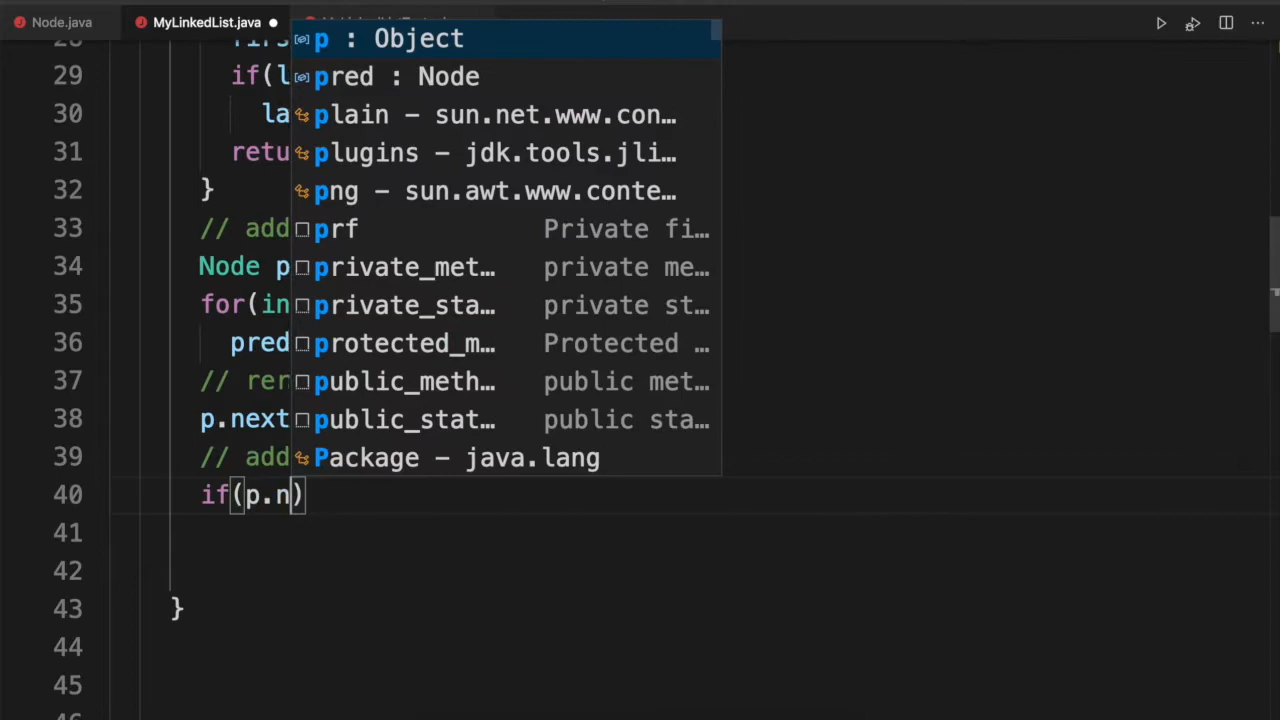 Node.java MyLinkedList.java
29 if(l
30 la
31 retu
32 }
33 // add
34 Node p
35 for(in
36 pred
37 // rer
38 p.next
39 // add
40 if(p.n)
41
42
43 }
44
45
p : Object
pred : Node
plain – sun.net.www.con…
plugins – jdk.tools.jli…
png – sun.awt.www.conte…
prf Private fi…
private_met… private me…
private_sta… private st…
protected_m… Protected …
public_meth… public met…
public_stat… public sta…
Package – java.lang